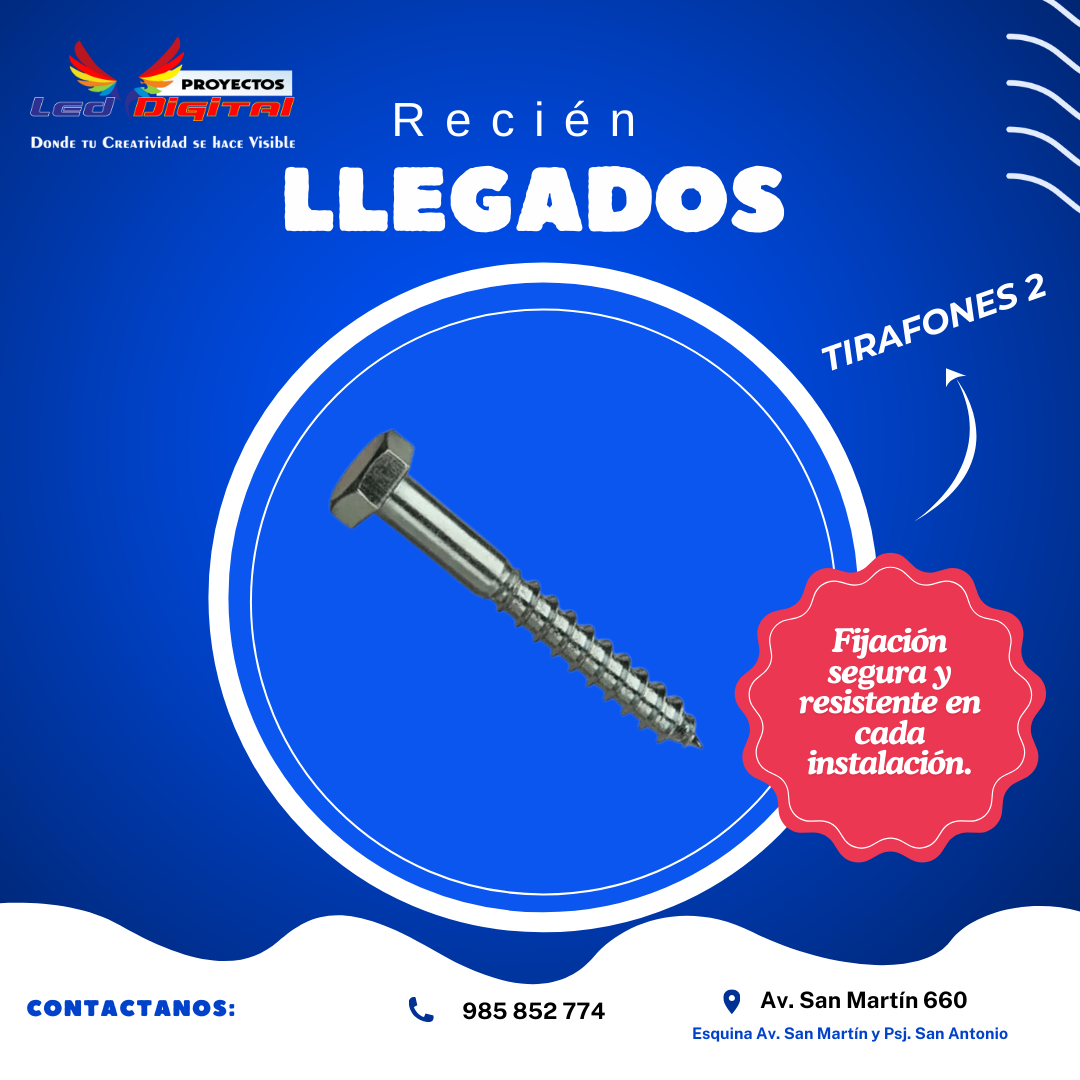 PROYECTOS
Led Digital
Donde tu Creatividad se hace Visible
Recién
LLEGADOS
TIRAFONES 2
Fijación
segura y
resistente en
cada
instalación.
CONTACTANOS:
985 852 774
Av. San Martín 660
Esquina Av. San Martín y Psj. San Antonio